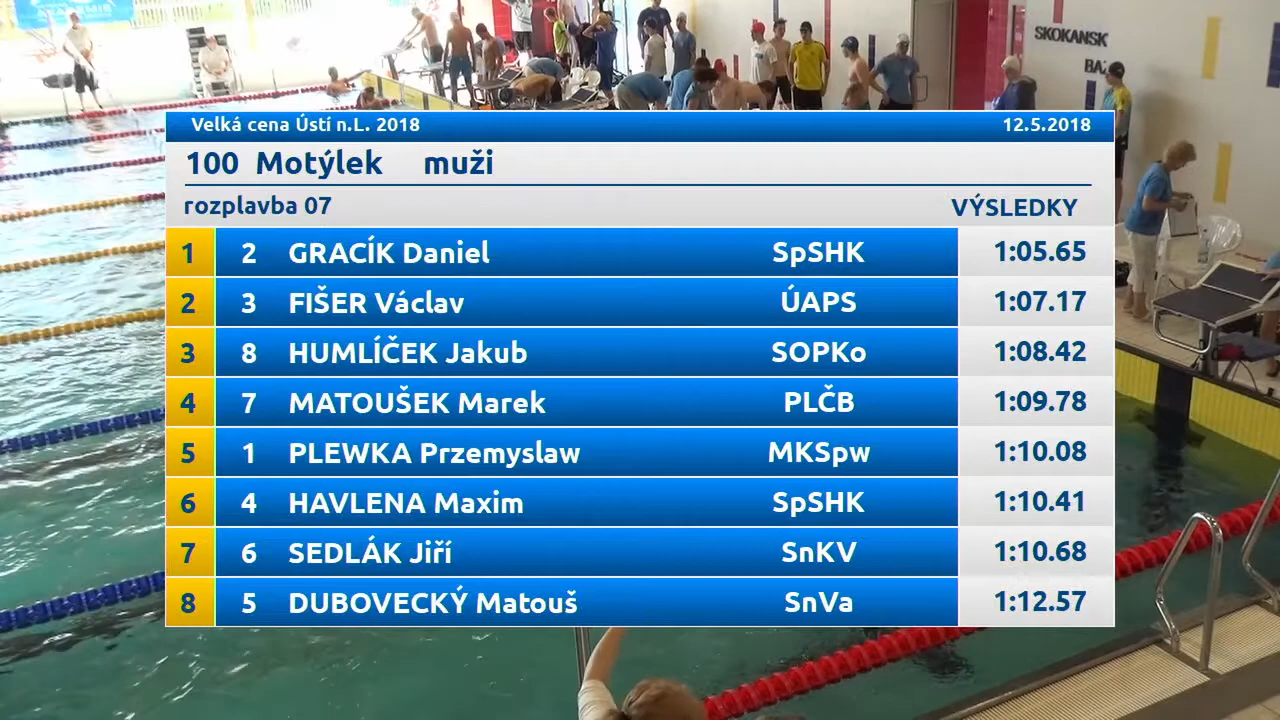 SKOKANSK
Velká cena Ústí n.L. 2018 12.5.2018
100 Motýlek muži
rozplavba 07 VÝSLEDKY
1 2 GRACÍK Daniel SpSHK 1:05.65
2 3 FIŠER Václav ÚAPS 1:07.17
3 8 HUMLÍČEK Jakub SOPKo 1:08.42
4 7 MATOUŠEK Marek PLČB 1:09.78
5 1 PLEWKA Przemyslaw MKSpw 1:10.08
6 4 HAVLENA Maxim SpSHK 1:10.41
7 6 SEDLÁK Jiří SnKV 1:10.68
8 5 DUBOVECKÝ Matouš SnVa 1:12.57